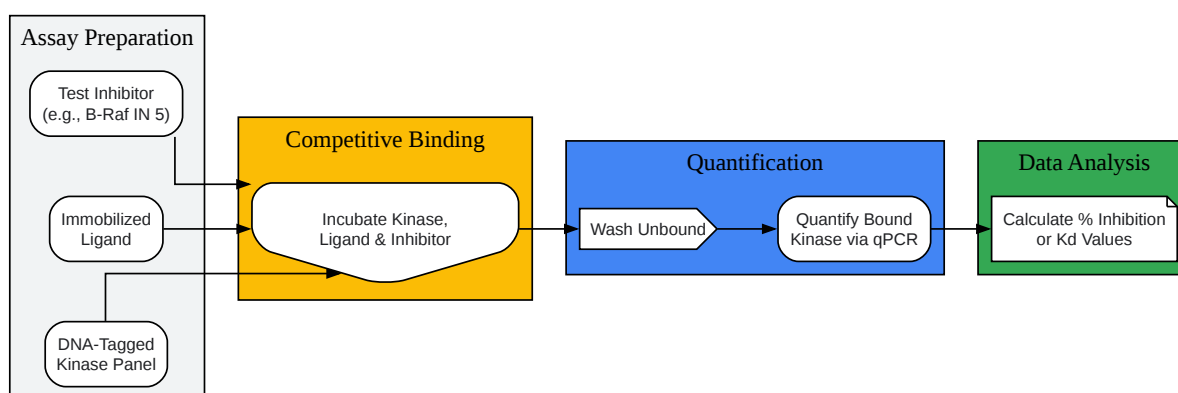 Assay Preparation
Test Inhibitor
(e.g., B-Raf IN 5)
Immobilized
Ligand
DNA-Tagged
Kinase Panel
Competitive Binding
Incubate Kinase,
Ligand & Inhibitor
Quantification
Wash Unbound
Quantify Bound
Kinase via qPCR
Data Analysis
Calculate % Inhibition
or Kd Values